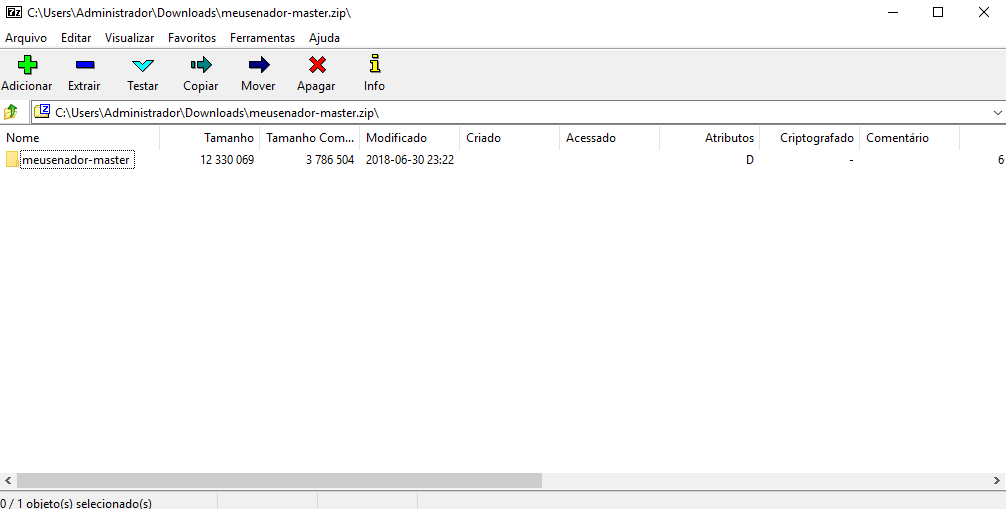 C:\Users\Administrador\Downloads\meusenador-master.zip\
Arquivo Editar Visualizar Favoritos Ferramentas Ajuda
Adicionar Extrair Testar Copiar Mover Apagar Info
C:\Users\Administrador\Downloads\meusenador-master.zip\
Nome Tamanho Tamanho Com... Modificado Criado Acessado Atributos Criptografado Comentário
meusenador-master 12 330 069 3 786 504 2018-06-30 23:22 D - 6
0 / 1 objeto(s) selecionado(s)